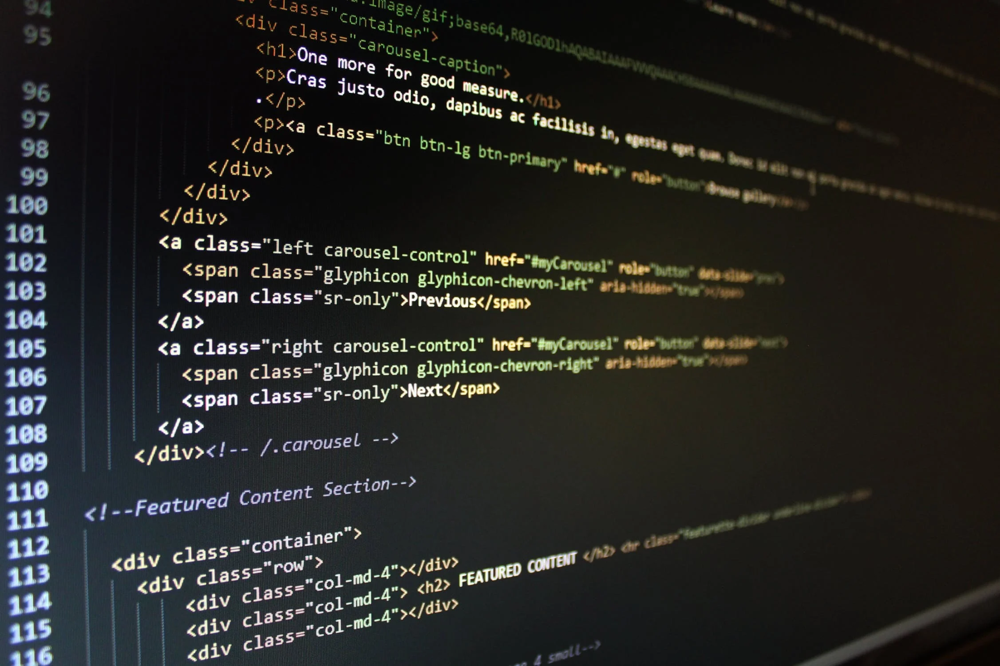 94
95
image/gif;base64,
class="container">
<div class="carousel-caption">
<h1>One more for good measure.</h1>
96 <p>Cras justo odio, dapibus ac facilisis in, egestas eget quam. Donec id elit non mi porta gravida at eget metus.
.</p>
97 <p><a class="btn btn-lg btn-primary" href="#" role="button">Browse gallery</a></p>
98 </div>
99 </div>
100 </div>
101 </div>
102 <a class="left carousel-control" href="#myCarousel" role="button" data-slide="prev">
103 <span class="glyphicon glyphicon-chevron-left" aria-hidden="true"></span>
104 <span class="sr-only">Previous</span>
105 </a>
106 <a class="right carousel-control" href="#myCarousel" role="button" data-slide="next">
107 <span class="glyphicon glyphicon-chevron-right" aria-hidden="true"></span>
108 <span class="sr-only">Next</span>
109 </a>
110 </div><!-- /.carousel -->
111
112 <!--Featured Content Section-->
113
114 <div class="container">
115 <div class="row">
116 <div class="col-md-4"></div>
<div class="col-md-4"> <h2> FEATURED CONTENT </h2> <hr class="featurette-divider
<div class="col-md-4"></div>
4 small-->